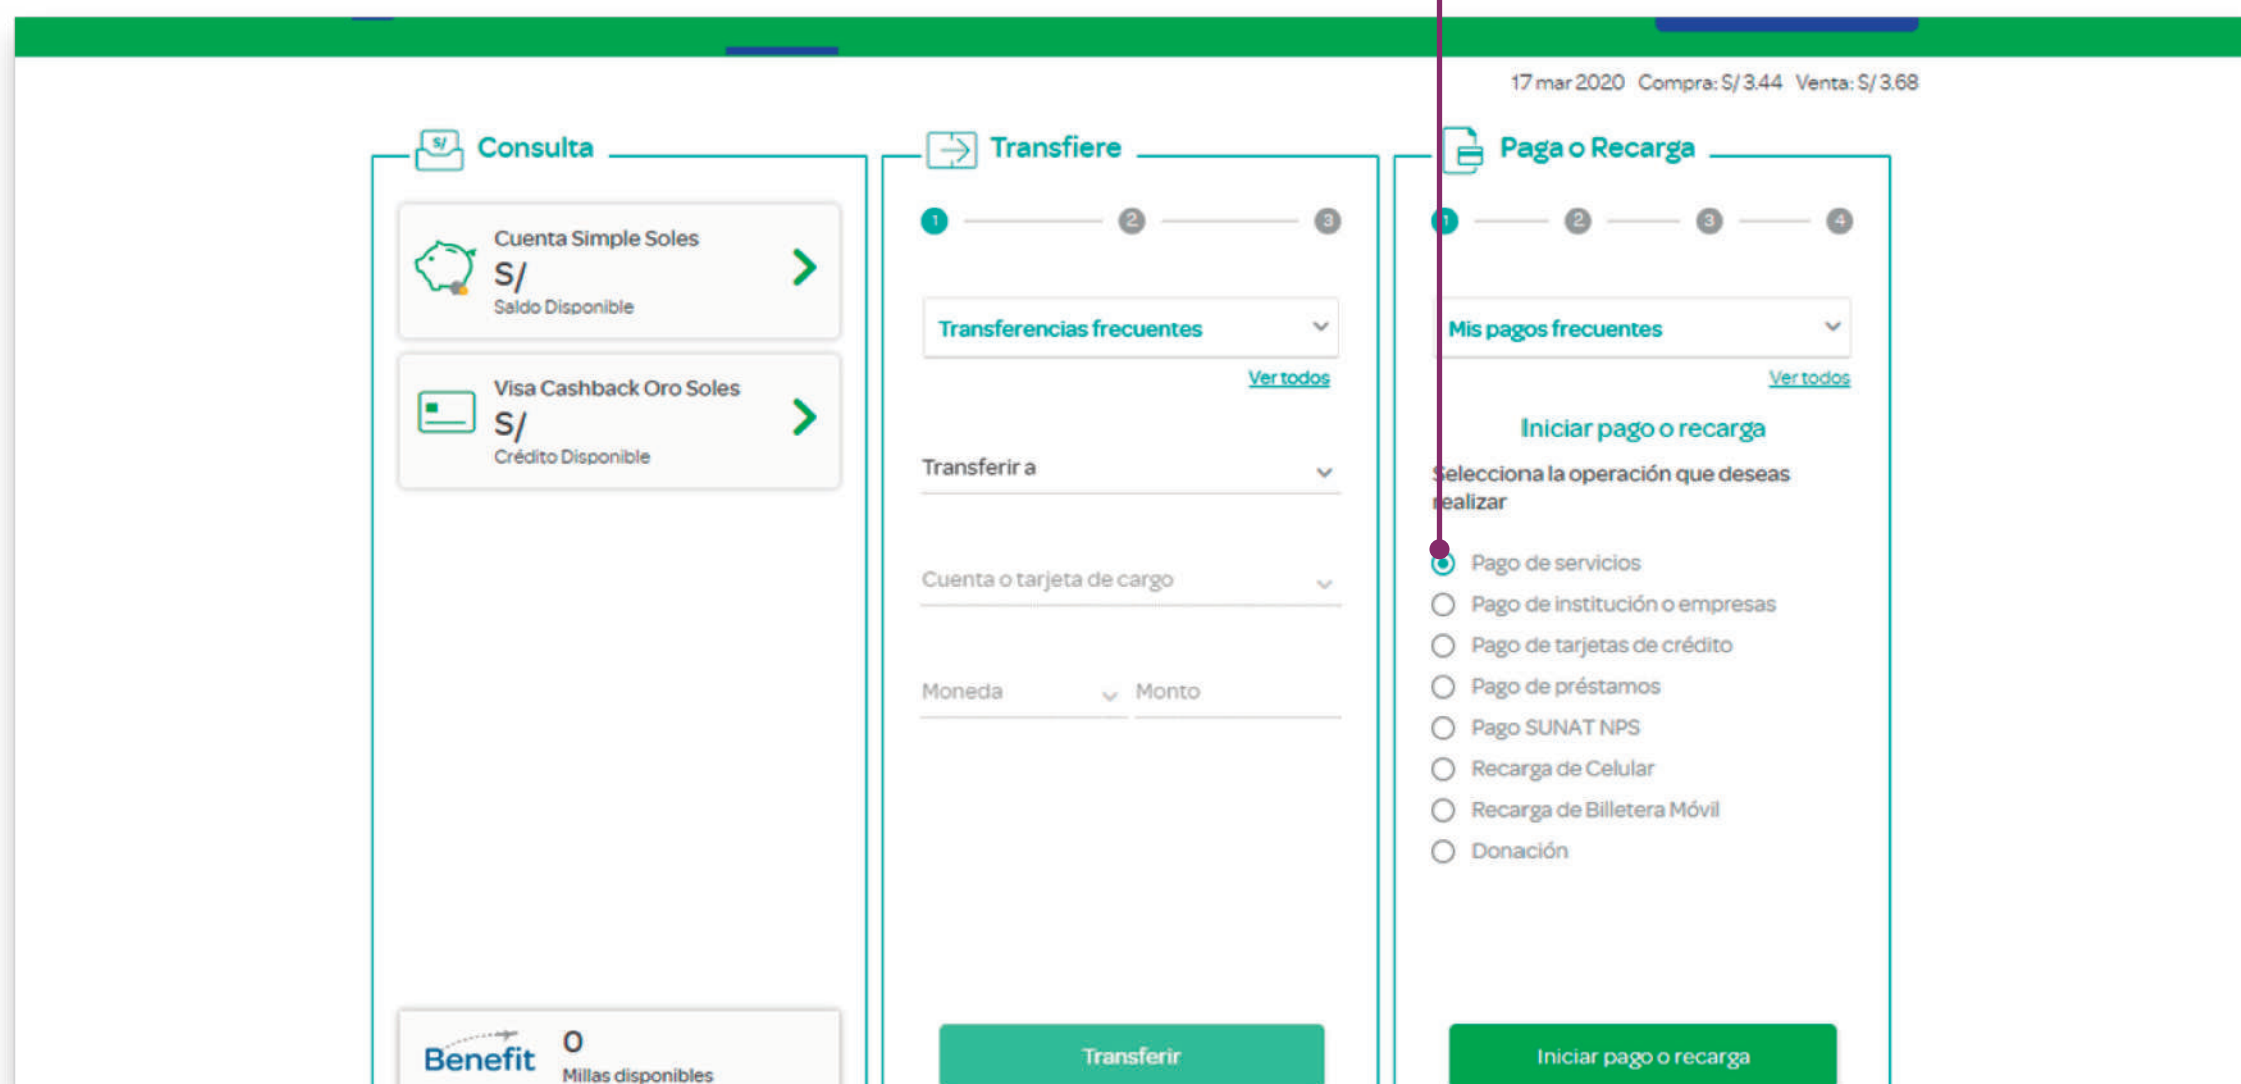 17 mar 2020 Compra: S/ 3.44 Venta: S/ 3.68
S/ Consulta
Cuenta Simple Soles
S/
Saldo Disponible
Visa Cashback Oro Soles
S/
Crédito Disponible
Benefit
0
Millas disponibles
Transfiere
1 2 3
Transferencias frecuentes
Ver todos
Transferir a
Cuenta o tarjeta de cargo
Moneda Monto
Transferir
Paga o Recarga
1 2 3 4
Mis pagos frecuentes
Ver todos
Iniciar pago o recarga
Selecciona la operación que deseas
realizar
Pago de servicios
Pago de institución o empresas
Pago de tarjetas de crédito
Pago de préstamos
Pago SUNAT NPS
Recarga de Celular
Recarga de Billetera Móvil
Donación
Iniciar pago o recarga